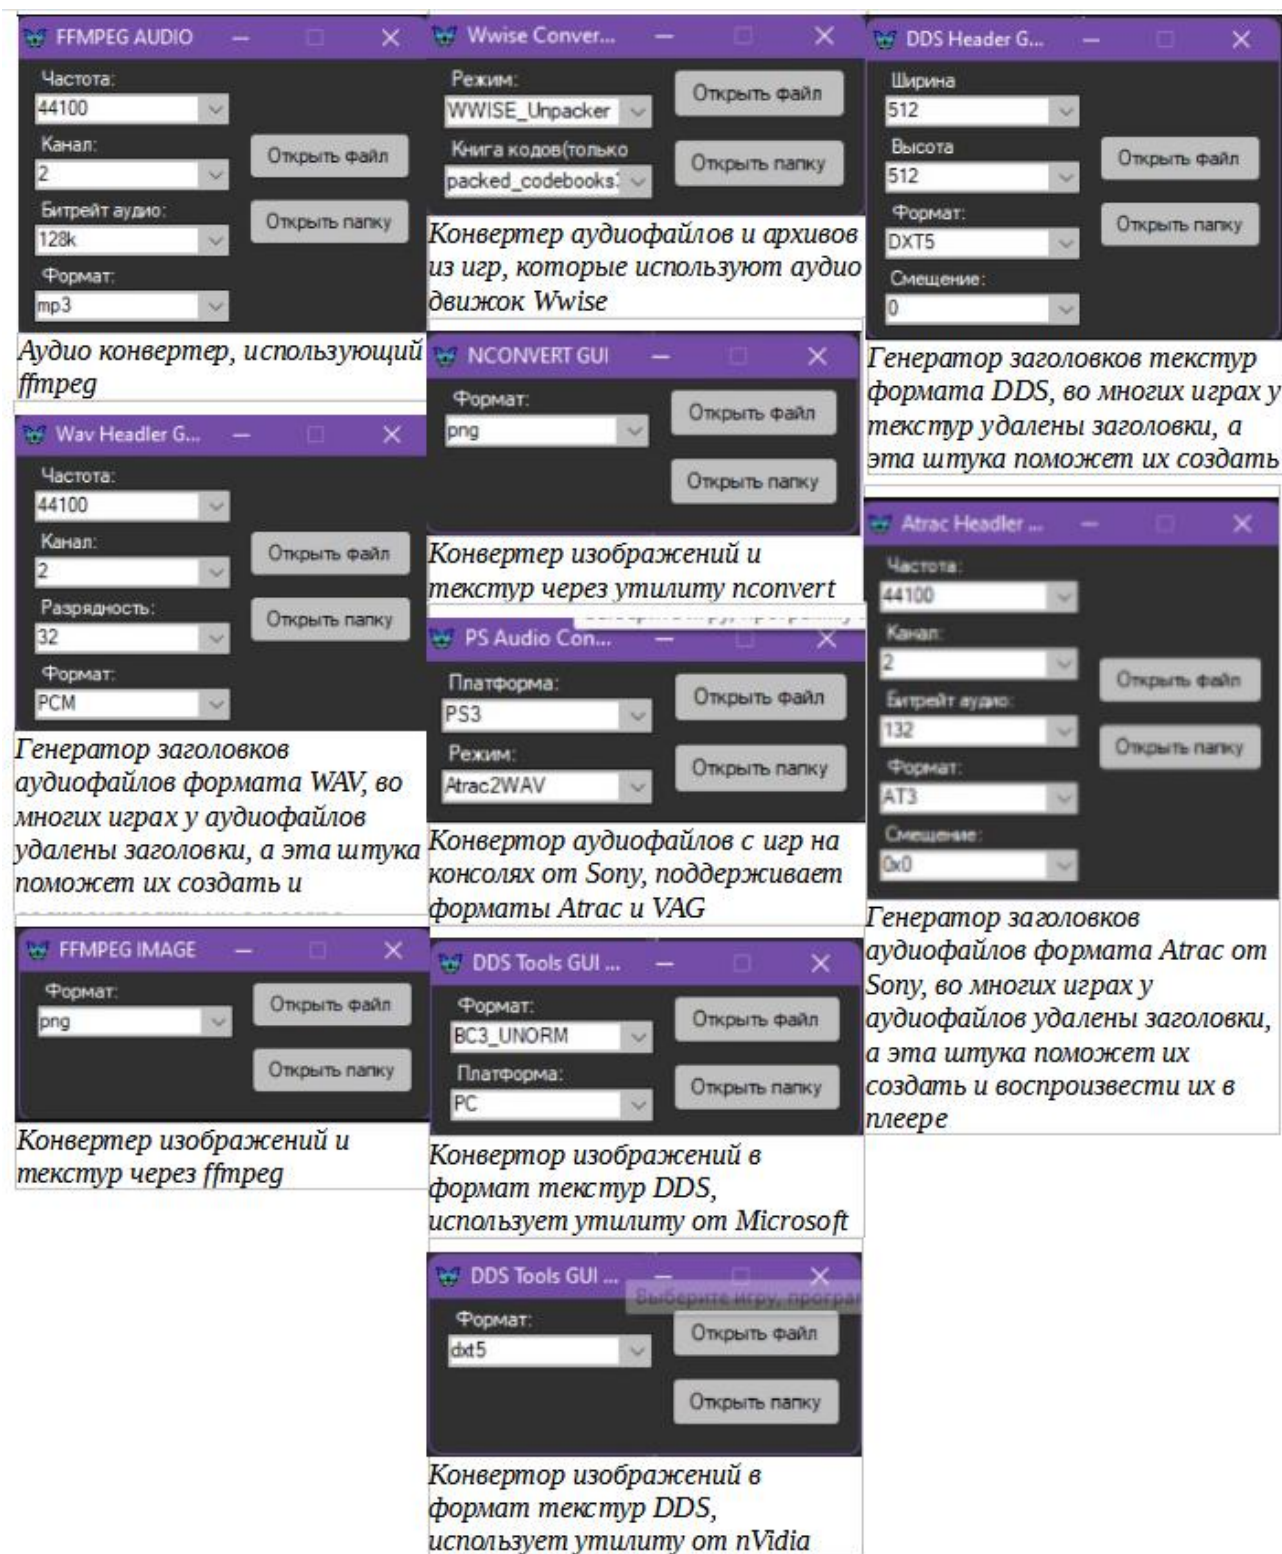 FFMPEG AUDIO
Частота:
44100
Канал:
2
Битрейт аудио:
128k
Формат:
mp3
Открыть файл
Открыть папку
Аудио конвертер, использующий
ffmpeg
Wav Headler G...
Частота:
44100
Канал:
2
Разрядность:
32
Формат:
PCM
Открыть файл
Открыть папку
Генератор заголовков
аудиофайлов формата WAV, во
многих играх у аудиофайлов
удалены заголовки, а эта штука
поможет их создать и
FFMPEG IMAGE
Формат:
png
Открыть файл
Открыть папку
Конвертер изображений и
текстур через ffmpeg
Wwise Conver...
Режим:
WWISE_Unpacker
Книга кодов(только
packed_codebooks
Открыть файл
Открыть папку
Конвертер аудиофайлов и архивов
из игр, которые используют аудио
движок Wwise
NCONVERT GUI
Формат:
png
Открыть файл
Открыть папку
Конвертер изображений и
текстур через утилиту nconvert
PS Audio Con...
Платформа:
PS3
Режим:
Atrac2WAV
Открыть файл
Открыть папку
Конвертор аудиофайлов с игр на
консолях от Sony, поддерживает
форматы Atrac и VAG
DDS Tools GUI ...
Формат:
BC3_UNORM
Платформа:
PC
Открыть файл
Открыть папку
Конвертор изображений в
формат текстур DDS,
использует утилиту от Microsoft
DDS Tools GUI ...
Выберите игру, програ
Формат:
dxt5
Открыть файл
Открыть папку
Конвертор изображений в
формат текстур DDS,
использует утилиту от nVidia
DDS Header G...
Ширина
512
Высота
512
Формат:
DXT5
Смещение:
0
Открыть файл
Открыть папку
Генератор заголовков текстур
формата DDS, во многих играх у
текстур удалены заголовки, а
эта штука поможет их создать
Atrac Headler ...
Частота:
44100
Канал:
2
Битрейт аудио:
132
Формат:
AT3
Смещение:
0x0
Открыть файл
Открыть папку
Генератор заголовков
аудиофайлов формата Atrac от
Sony, во многих играх у
аудиофайлов удалены заголовки,
а эта штука поможет их
создать и воспроизвести их в
плеере